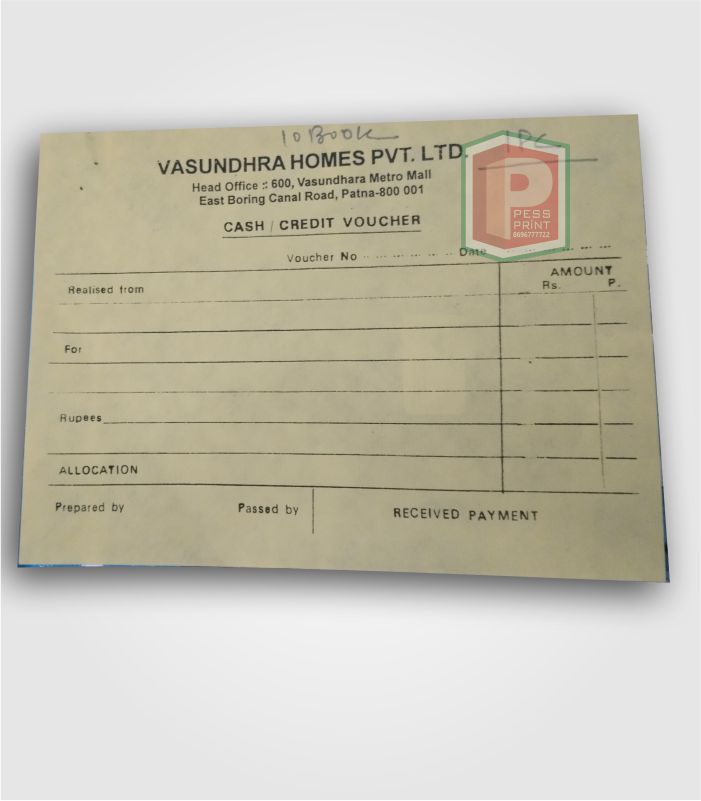 10 BOOK
1 PC
VASUNDHRA HOMES PVT. LTD.
Head Office :: 600, Vasundhara Metro Mall
East Boring Canal Road, Patna-800 001
P
PESS
PRINT
CASH / CREDIT VOUCHER
Voucher No ........................ Date ........................
AMOUNT
Realised from Rs. P.
For
Rupees
ALLOCATION
Prepared by Passed by RECEIVED PAYMENT